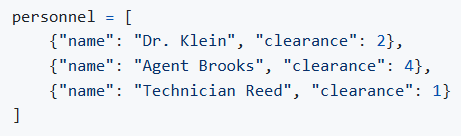 personnel = [
    {"name": "Dr. Klein", "clearance": 2},
    {"name": "Agent Brooks", "clearance": 4},
    {"name": "Technician Reed", "clearance": 1}
]